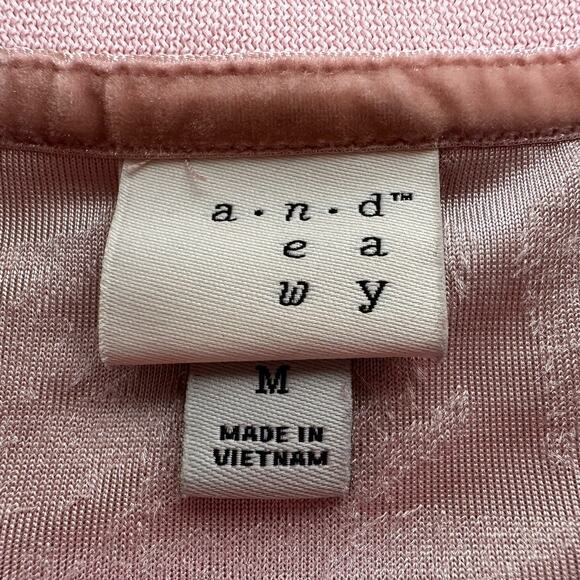 a • n • d™
e a
w y
M
MADE IN
VIETNAM